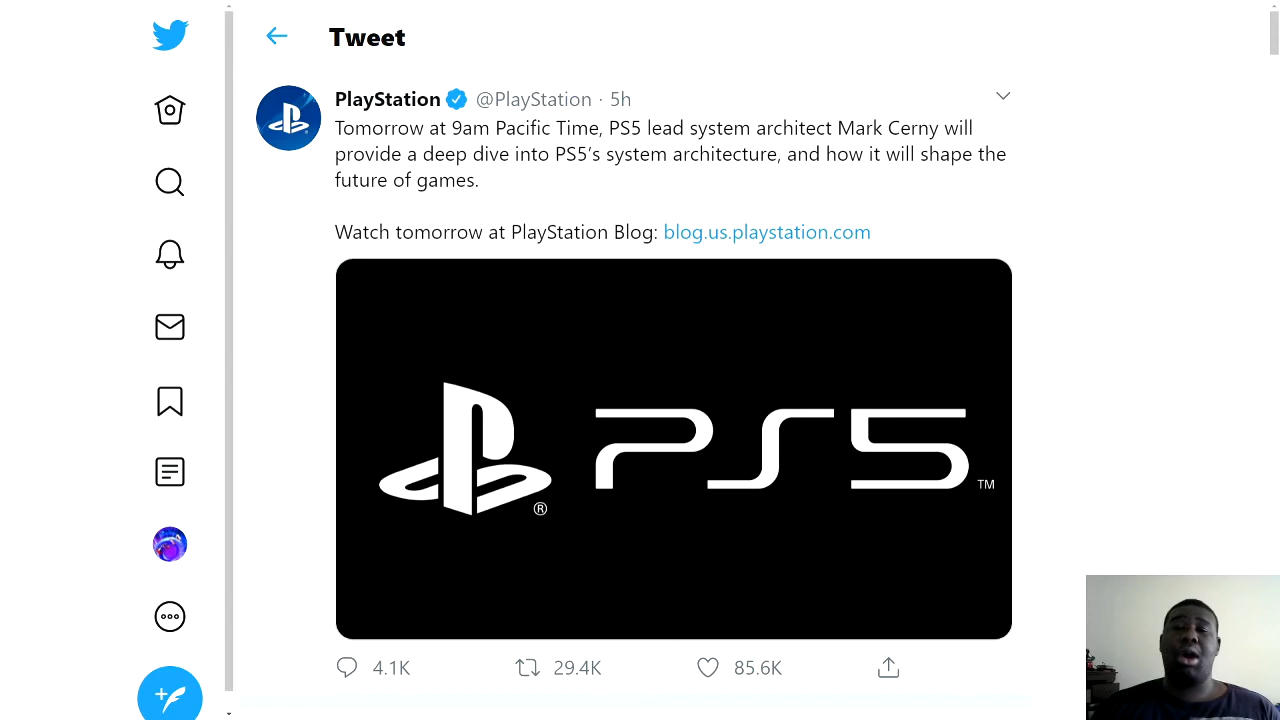 Tweet
PlayStation @PlayStation · 5h
Tomorrow at 9am Pacific Time, PS5 lead system architect Mark Cerny will
provide a deep dive into PS5’s system architecture, and how it will shape the
future of games.
Watch tomorrow at PlayStation Blog: blog.us.playstation.com
PS5 ™
®
4.1K 29.4K 85.6K